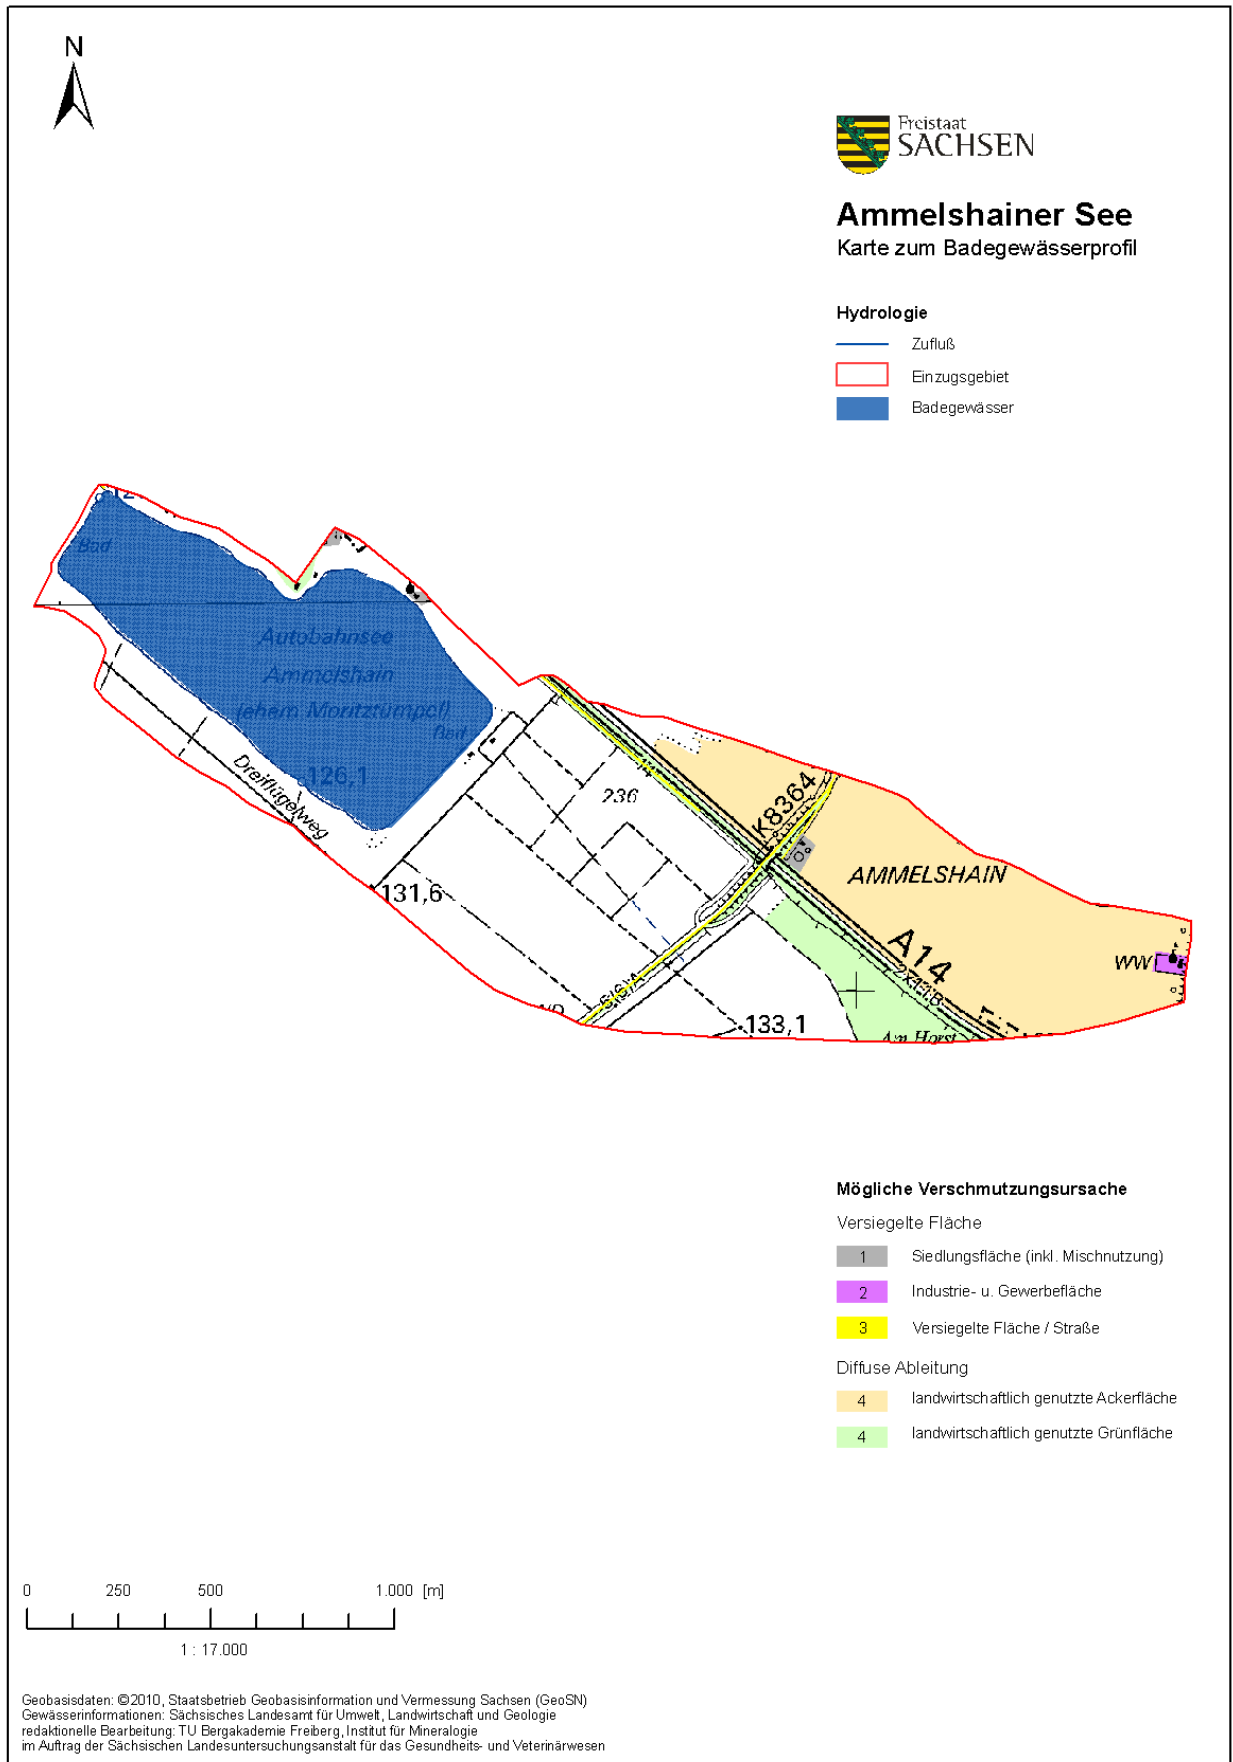 N
Freistaat
SACHSEN
Ammelshainer See
Karte zum Badegewässerprofil
Hydrologie
Zufluß
Einzugsgebiet
Badegewässer
Bad
Autobahnsee
Ammelshain
(ehem. Moritztümpel)
Bad
126,1
Dreiflügelweg
131,6
236
K8364
AMMELSHAIN
A14
WW
133,1
Am Horst
Mögliche Verschmutzungsursache
Versiegelte Fläche
1 Siedlungsfläche (inkl. Mischnutzung)
2 Industrie- u. Gewerbefläche
3 Versiegelte Fläche / Straße
Diffuse Ableitung
4 landwirtschaftlich genutzte Ackerfläche
4 landwirtschaftlich genutzte Grünfläche
0 250 500 1.000 [m]
1 : 17.000
Geobasisdaten: ©2010, Staatsbetrieb Geobasisinformation und Vermessung Sachsen (GeoSN)
Gewässerinformationen: Sächsisches Landesamt für Umwelt, Landwirtschaft und Geologie
redaktionelle Bearbeitung: TU Bergakademie Freiberg, Institut für Mineralogie
im Auftrag der Sächsischen Landesuntersuchungsanstalt für das Gesundheits- und Veterinärwesen